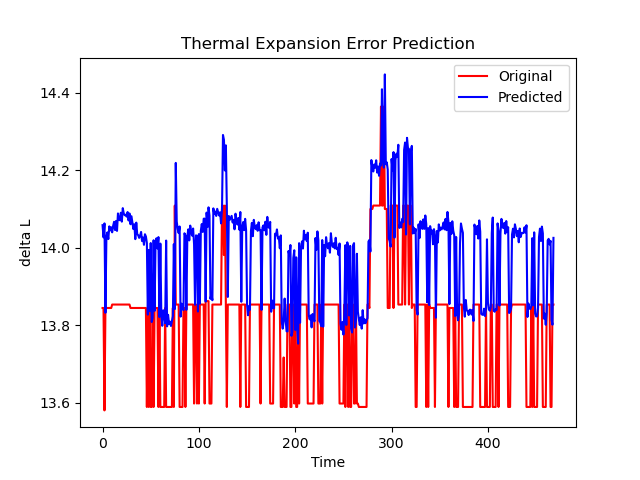 Thermal Expansion Error Prediction
Original
Predicted
delta L
14.4
14.2
14.0
13.8
13.6
0
100
200
300
400
Time